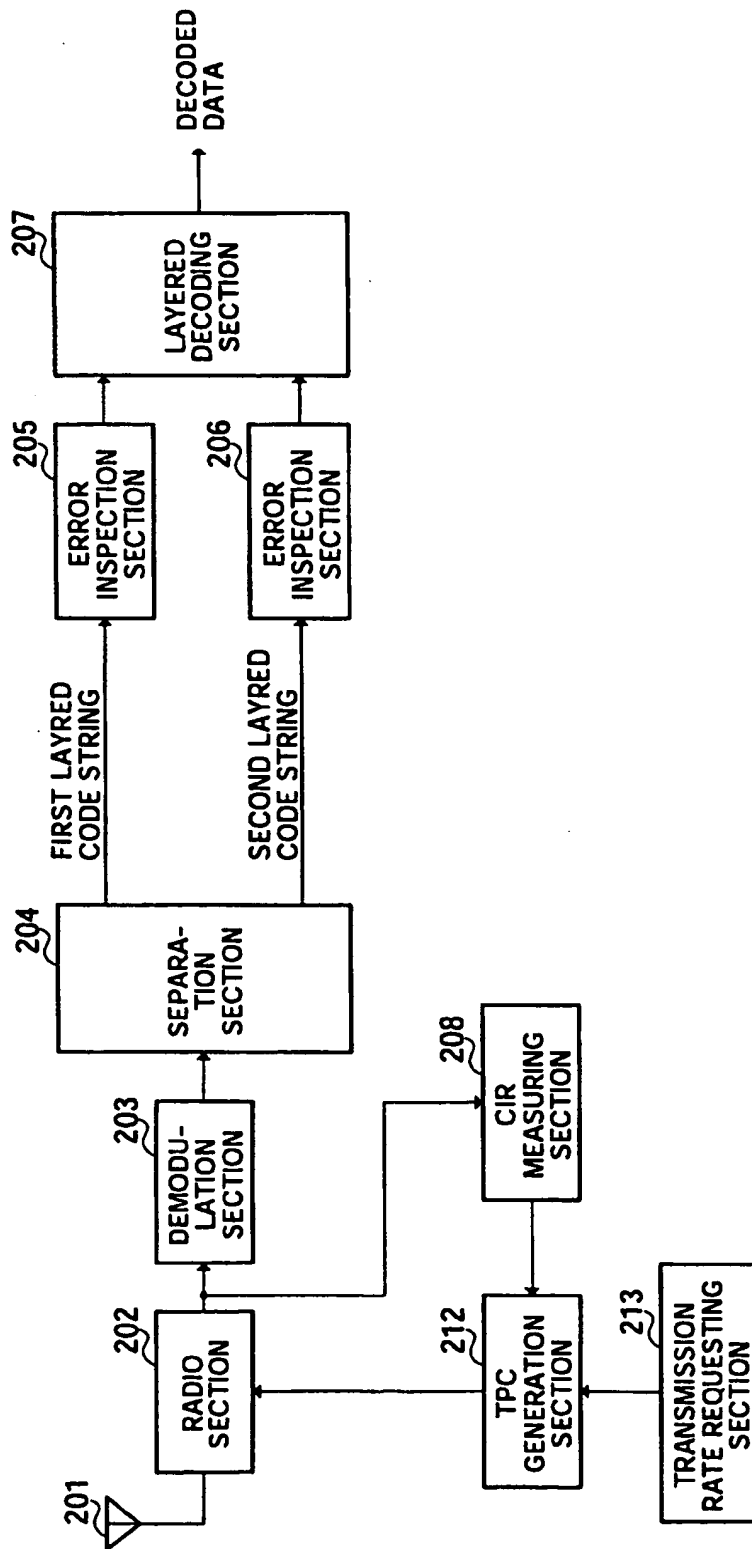 201
202
RADIO
SECTION
203
DEMODU-
LATION
SECTION
204
SEPARA-
TION
SECTION
FIRST LAYRED
CODE STRING
SECOND LAYRED
CODE STRING
205
ERROR
INSPECTION
SECTION
206
ERROR
INSPECTION
SECTION
207
LAYERED
DECODING
SECTION
DECODED
DATA
208
CIR
MEASURING
SECTION
212
TPC
GENERATION
SECTION
213
TRANSMISSION
RATE REQUESTING
SECTION